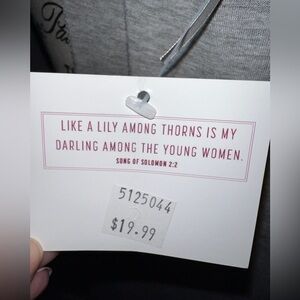 LIKE A LILY AMONG THORNS IS MY
DARLING AMONG THE YOUNG WOMEN.
SONG OF SOLOMON 2:2
5125044
$19.99